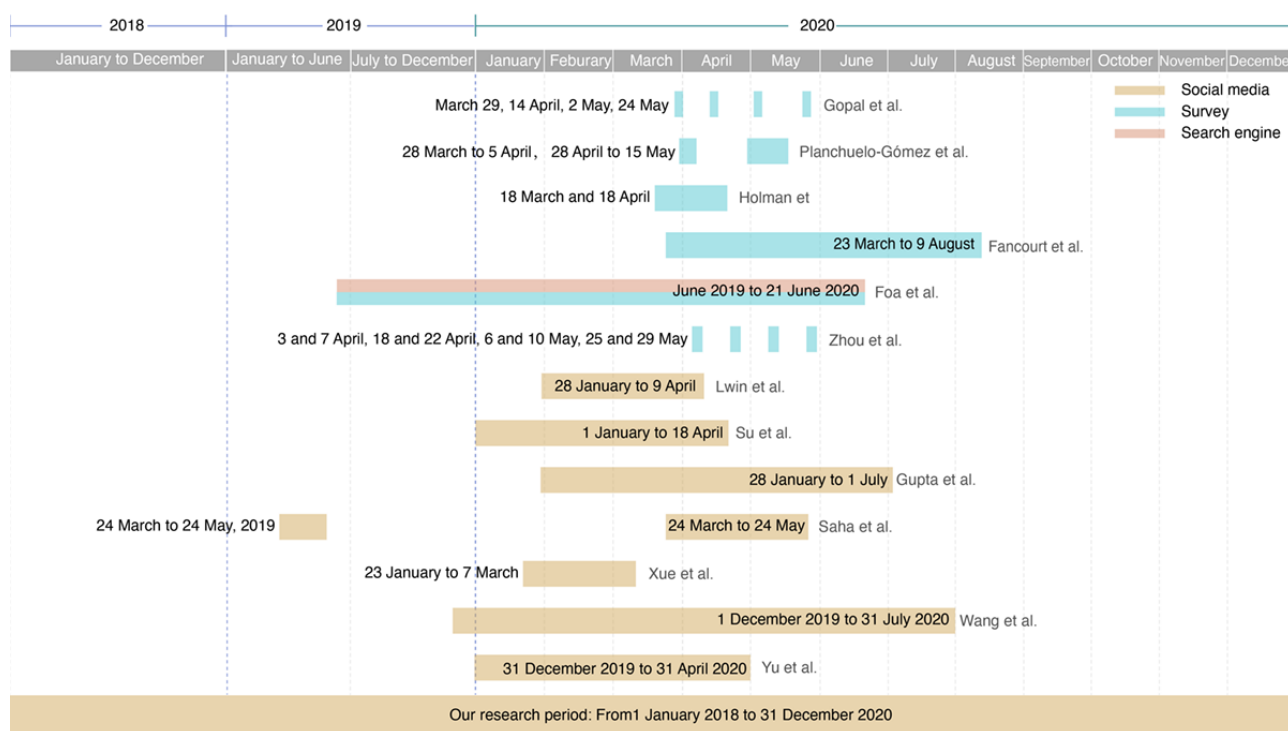 2018 2019 2020
January to December January to June July to December January Feburary March April May June July August September October November December
Social media
Survey
Search engine
March 29, 14 April, 2 May, 24 May Gopal et al.
28 March to 5 April, 28 April to 15 May Planchuelo-Gómez et al.
18 March and 18 April Holman et
23 March to 9 August Fancourt et al.
June 2019 to 21 June 2020 Foa et al.
3 and 7 April, 18 and 22 April, 6 and 10 May, 25 and 29 May Zhou et al.
28 January to 9 April Lwin et al.
1 January to 18 April Su et al.
28 January to 1 July Gupta et al.
24 March to 24 May, 2019 24 March to 24 May Saha et al.
23 January to 7 March Xue et al.
1 December 2019 to 31 July 2020 Wang et al.
31 December 2019 to 31 April 2020 Yu et al.
Our research period: From1 January 2018 to 31 December 2020